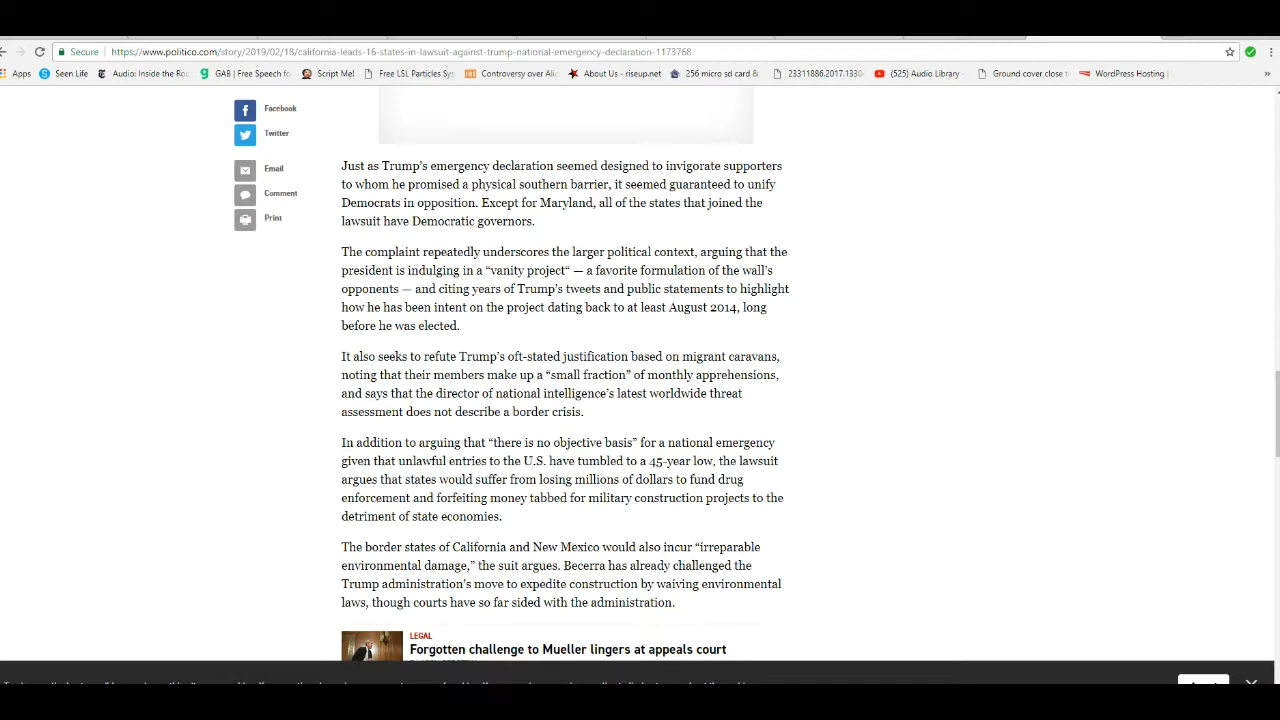 Secure https://www.politico.com/story/2019/02/18/california-leads-16-states-in-lawsuit-against-trump-national-emergency-declaration-1173768
Apps Seen Life Audio: Inside the Ro GAB | Free Speech fo Script Me! Free LSL Particles Sys Controversy over Alic About Us - riseup.net 256 micro sd card & 23311886.2017.1330 (525) Audio Library - Ground cover close t WordPress Hosting | »
Facebook
Twitter
Email
Comment
Print
Just as Trump's emergency declaration seemed designed to invigorate supporters
to whom he promised a physical southern barrier, it seemed guaranteed to unify
Democrats in opposition. Except for Maryland, all of the states that joined the
lawsuit have Democratic governors.
The complaint repeatedly underscores the larger political context, arguing that the
president is indulging in a “vanity project“ — a favorite formulation of the wall's
opponents — and citing years of Trump's tweets and public statements to highlight
how he has been intent on the project dating back to at least August 2014, long
before he was elected.
It also seeks to refute Trump's oft-stated justification based on migrant caravans,
noting that their members make up a “small fraction” of monthly apprehensions,
and says that the director of national intelligence's latest worldwide threat
assessment does not describe a border crisis.
In addition to arguing that “there is no objective basis” for a national emergency
given that unlawful entries to the U.S. have tumbled to a 45-year low, the lawsuit
argues that states would suffer from losing millions of dollars to fund drug
enforcement and forfeiting money tabbed for military construction projects to the
detriment of state economies.
The border states of California and New Mexico would also incur “irreparable
environmental damage,” the suit argues. Becerra has already challenged the
Trump administration's move to expedite construction by waiving environmental
laws, though courts have so far sided with the administration.
LEGAL
Forgotten challenge to Mueller lingers at appeals court